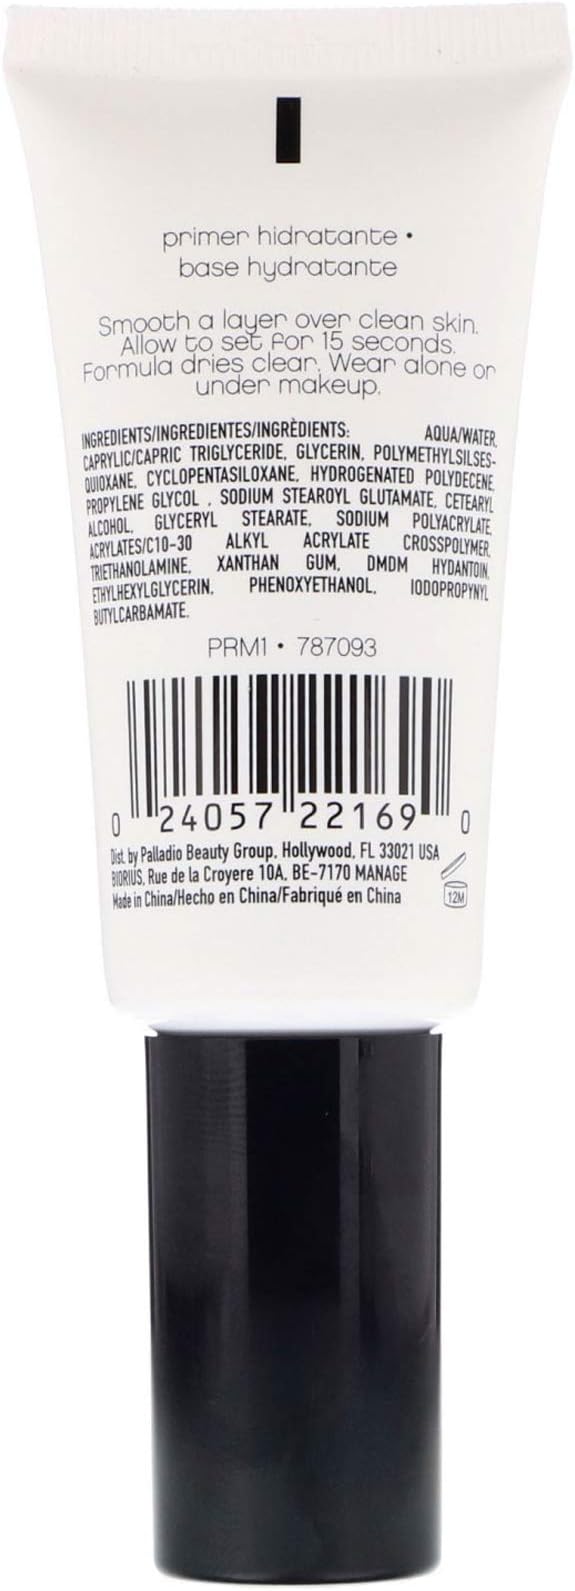 primer hidratante •
base hydratante
Smooth a layer over clean skin.
Allow to set for 15 seconds.
Formula dries clear. Wear alone or
under makeup.
INGREDIENTS/INGREDIENTES/INGRÈDIENTS: AQUA/WATER,
CAPRYLIC/CAPRIC TRIGLYCERIDE, GLYCERIN, POLYMETHYLSILSES-
QUIOXANE, CYCLOPENTASILOXANE, HYDROGENATED POLYDECENE,
PROPYLENE GLYCOL , SODIUM STEAROYL GLUTAMATE, CETEARYL
ALCOHOL, GLYCERYL STEARATE, SODIUM POLYACRYLATE,
ACRYLATES/C10-30 ALKYL ACRYLATE CROSSPOLYMER,
TRIETHANOLAMINE, XANTHAN GUM, DMDM HYDANTOIN,
ETHYLHEXYLGLYCERIN, PHENOXYETHANOL, IODOPROPYNYL
BUTYLCARBAMATE.
PRM1 • 787093
0 24057 22169 0
Dist. by Palladio Beauty Group, Hollywood, FL 33021 USA
BIORIUS, Rue de la Croyere 10A, BE-7170 MANAGE
Made in China/Hecho en China/Fabriqué en China
12M